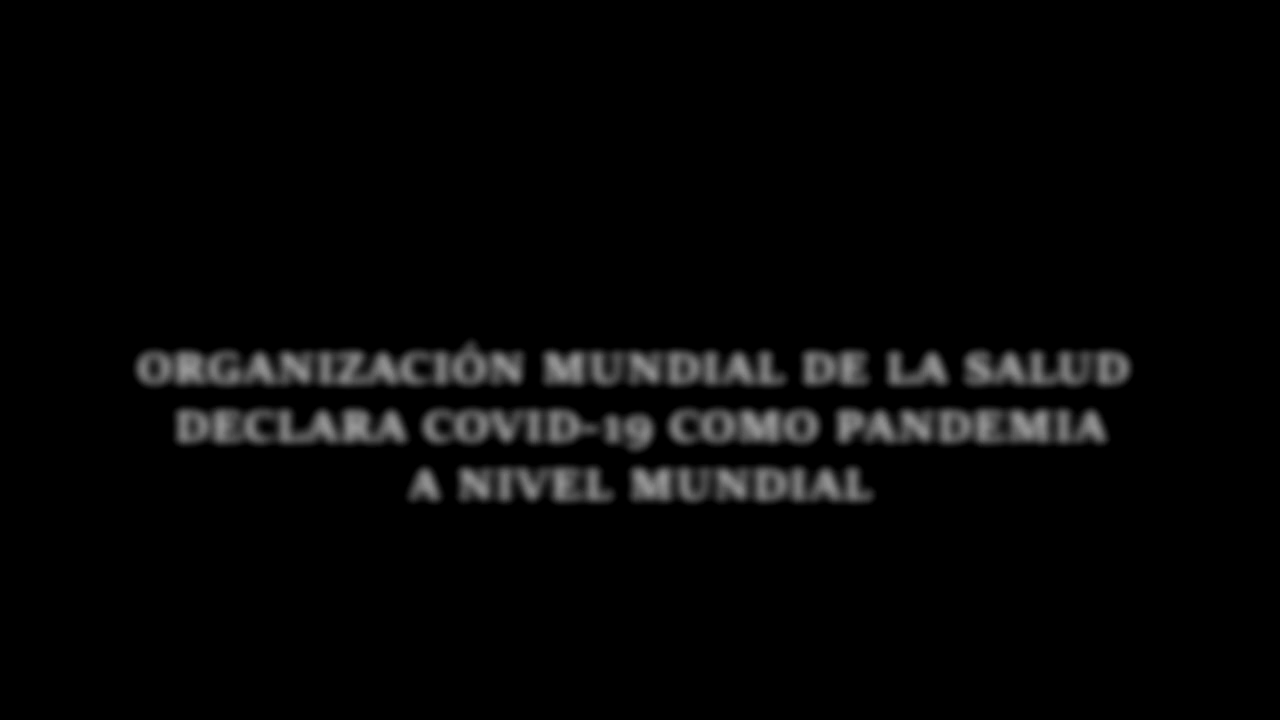 ORGANIZACIÓN MUNDIAL DE LA SALUD
DECLARA COVID-19 COMO PANDEMIA
A NIVEL MUNDIAL